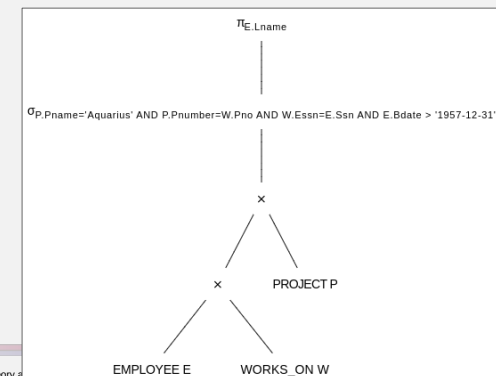 πE.Lname
σP.Pname='Aquarius' AND P.Pnumber=W.Pno AND W.Essn=E.Ssn AND E.Bdate > '1957-12-31'
×
× PROJECT P
EMPLOYEE E WORKS_ON W